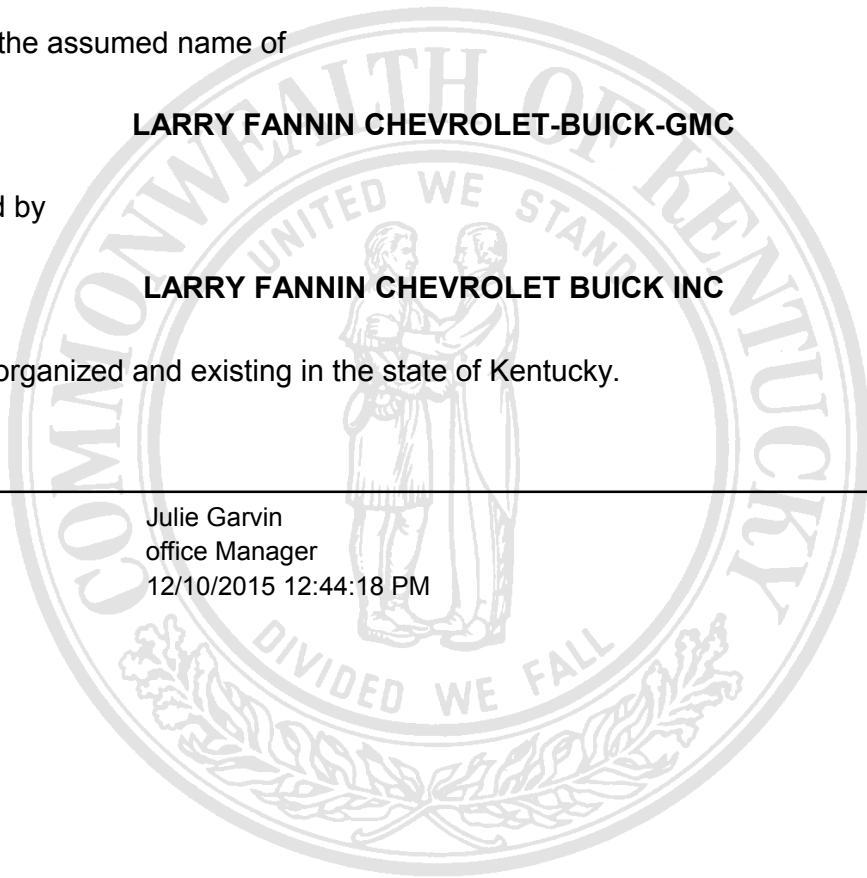 the assumed name of
LARRY FANNIN CHEVROLET-BUICK-GMC
d by
LARRY FANNIN CHEVROLET BUICK INC
organized and existing in the state of Kentucky.
Julie Garvin
office Manager
12/10/2015 12:44:18 PM
COMMONWEALTH OF KENTUCKY
UNITED WE STAND
DIVIDED WE FALL